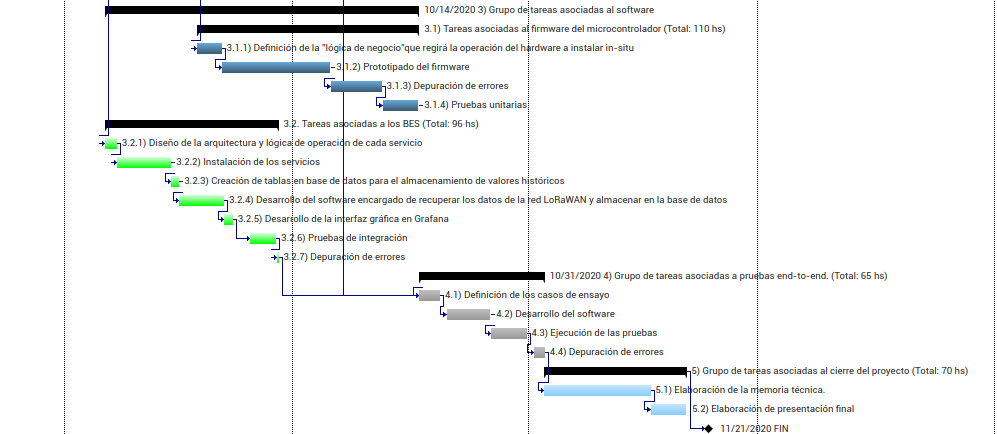 10/14/2020 3) Grupo de tareas asociadas al software
3.1) Tareas asociadas al firmware del microcontrolador (Total: 110 hs)
3.1.1) Definición de la "lógica de negocio"que regirá la operación del hardware a instalar in-situ
3.1.2) Prototipado del firmware
3.1.3) Depuración de errores
3.1.4) Pruebas unitarias
3.2. Tareas asociadas a los BES (Total: 96 hs)
3.2.1) Diseño de la arquitectura y lógica de operación de cada servicio
3.2.2) Instalación de los servicios
3.2.3) Creación de tablas en base de datos para el almacenamiento de valores históricos
3.2.4) Desarrollo del software encargado de recuperar los datos de la red LoRaWAN y almacenar en la base de datos
3.2.5) Desarrollo de la interfaz gráfica en Grafana
3.2.6) Pruebas de integración
3.2.7) Depuración de errores
10/31/2020 4) Grupo de tareas asociadas a pruebas end-to-end. (Total: 65 hs)
4.1) Definición de los casos de ensayo
4.2) Desarrollo del software
4.3) Ejecución de las pruebas
4.4) Depuración de errores
5) Grupo de tareas asociadas al cierre del proyecto (Total: 70 hs)
5.1) Elaboración de la memoria técnica.
5.2) Elaboración de presentación final
11/21/2020 FIN